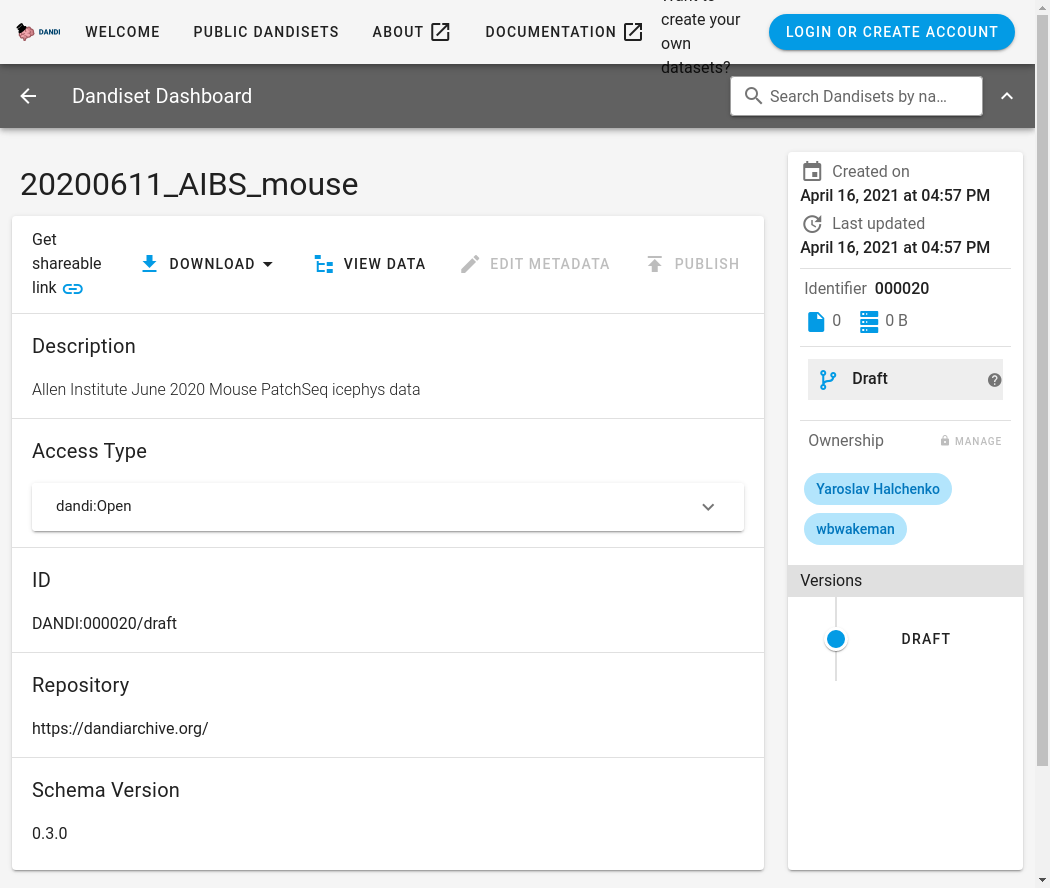 DANDI
WELCOME
PUBLIC DANDISETS
ABOUT
DOCUMENTATION
create your
own
datasets?
LOGIN OR CREATE ACCOUNT
Dandiset Dashboard
Search Dandisets by na...
20200611_AIBS_mouse
Get
shareable
link
DOWNLOAD
VIEW DATA
EDIT METADATA
PUBLISH
Description
Allen Institute June 2020 Mouse PatchSeq icephys data
Access Type
dandi:Open
ID
DANDI:000020/draft
Repository
https://dandiarchive.org/
Schema Version
0.3.0
Created on
April 16, 2021 at 04:57 PM
Last updated
April 16, 2021 at 04:57 PM
Identifier 000020
0
0 B
Draft
Ownership
MANAGE
Yaroslav Halchenko
wbwakeman
Versions
DRAFT